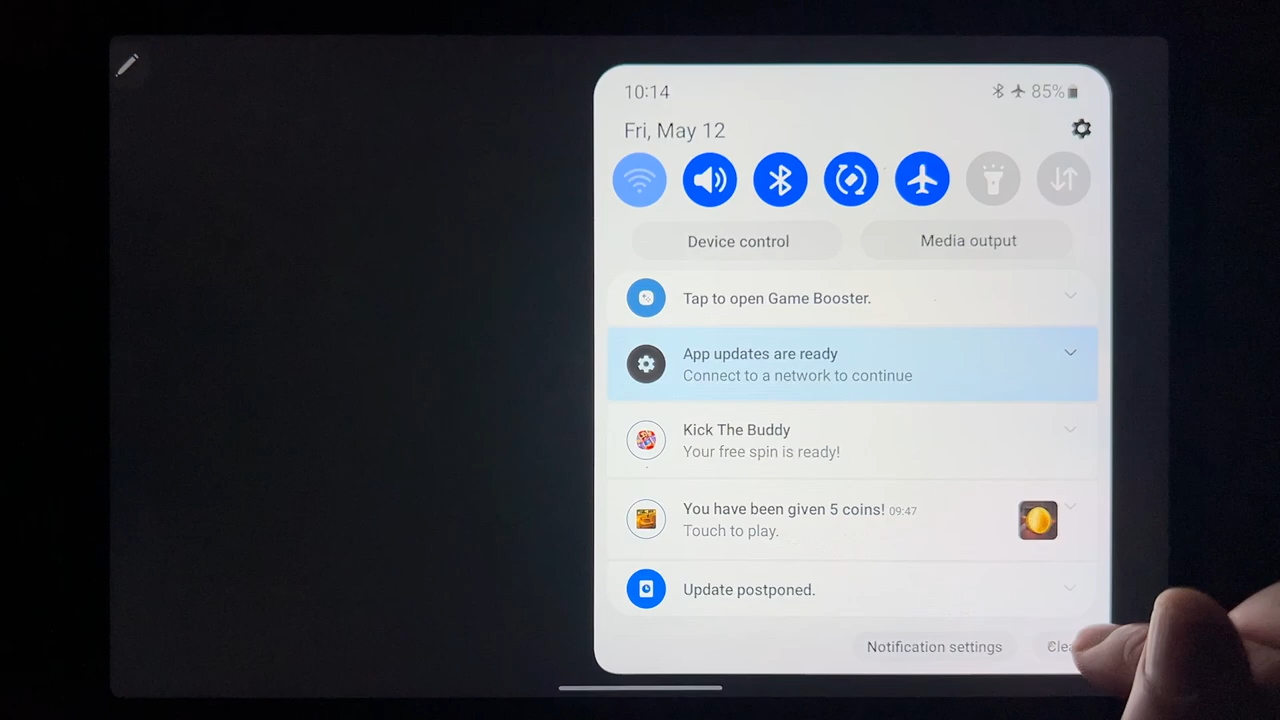 10:14 85%
Fri, May 12
Device control Media output
Tap to open Game Booster.
App updates are ready
Connect to a network to continue
Kick The Buddy
Your free spin is ready!
You have been given 5 coins! 09:47
Touch to play.
Update postponed.
Notification settings